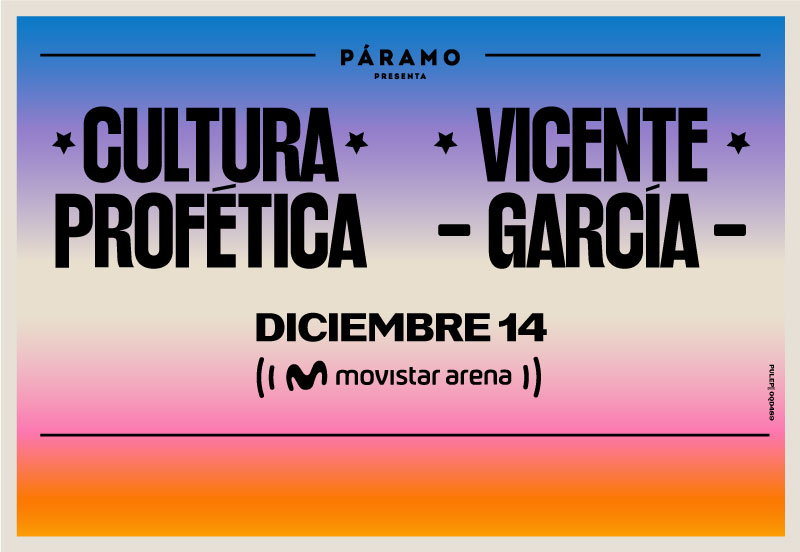 PÁRAMO
PRESENTA
CULTURA
PROFÉTICA
VICENTE
- GARCÍA -
DICIEMBRE 14
movistar arena